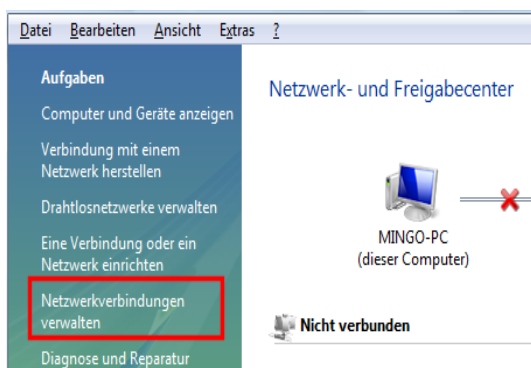 Datei Bearbeiten Ansicht Extras ?
Aufgaben
Computer und Geräte anzeigen
Verbindung mit einem
Netzwerk herstellen
Drahtlosnetzwerke verwalten
Eine Verbindung oder ein
Netzwerk einrichten
Netzwerkverbindungen
verwalten
Diagnose und Reparatur
Netzwerk- und Freigabecenter
MINGO-PC
(dieser Computer)
Nicht verbunden